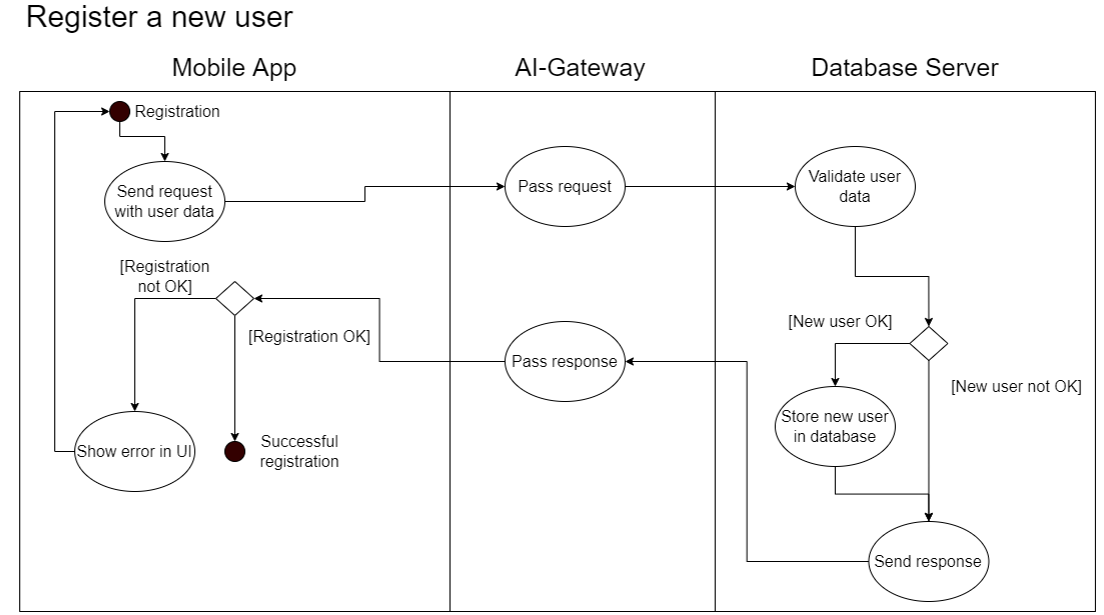 Register a new user
Mobile App
AI-Gateway
Database Server
Registration
Send request
with user data
Pass request
Validate user
data
[Registration
not OK]
[Registration OK]
[New user OK]
Pass response
[New user not OK]
Store new user
in database
Show error in UI
Successful
registration
Send response